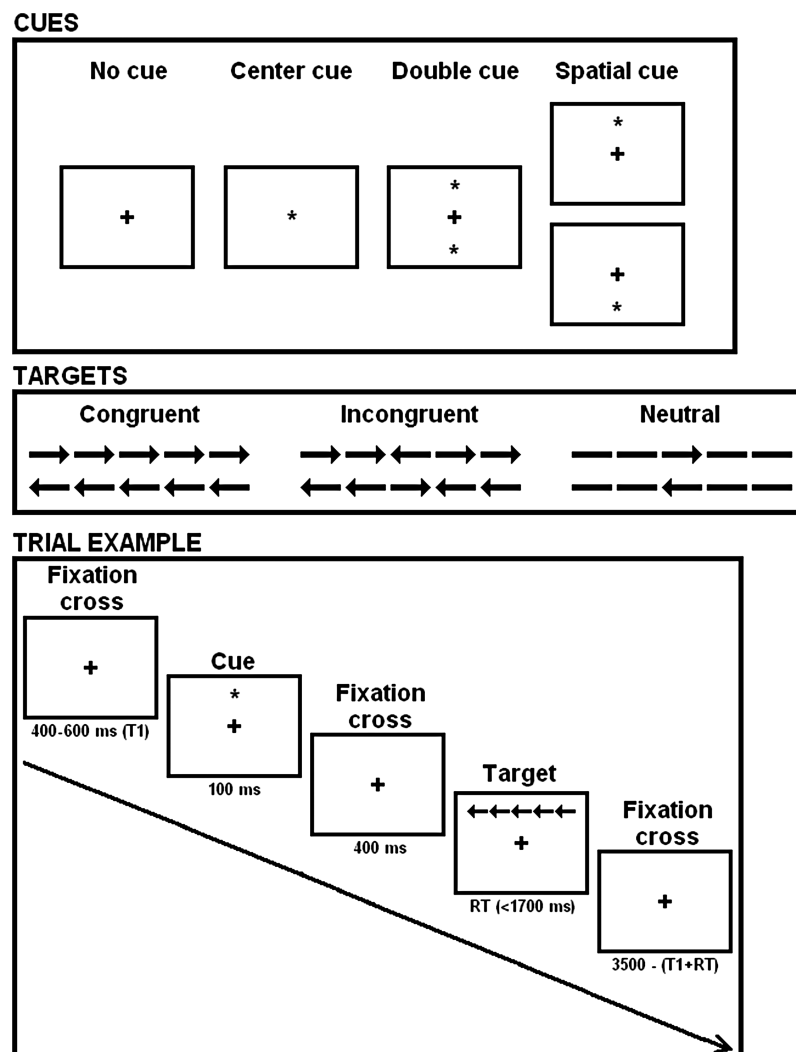 CUES
No cue
Center cue
Double cue
Spatial cue
*
+
+
*
*
+
*
+
*
TARGETS
Congruent
Incongruent
Neutral
TRIAL EXAMPLE
Fixation
cross
+
400-600 ms (T1)
Cue
*
+
100 ms
Fixation
cross
+
400 ms
Target
+
RT (<1700 ms)
Fixation
cross
+
3500 - (T1+RT)